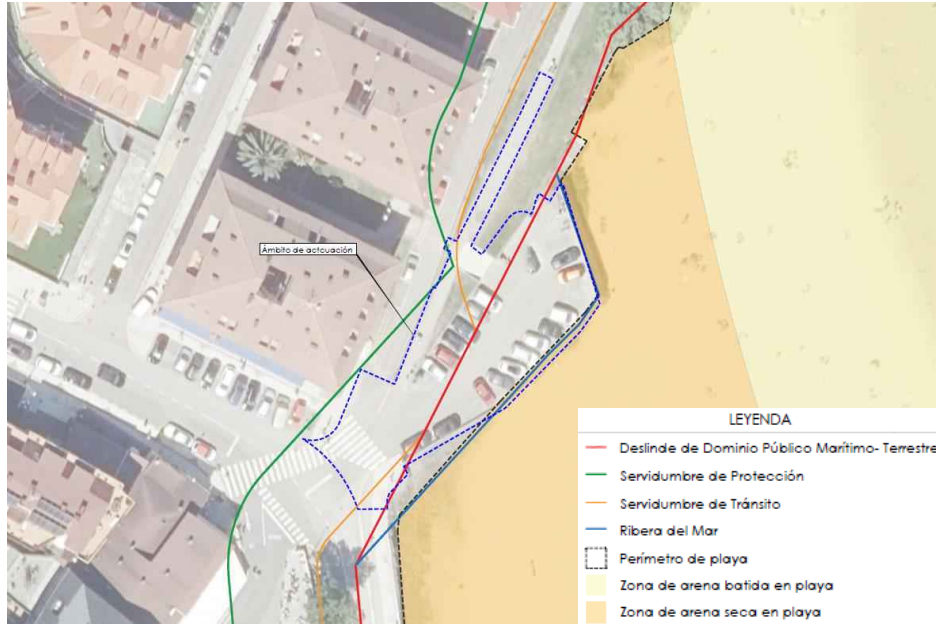 Ámbito de actcuación
LEYENDA
Deslinde de Dominio Público Marítimo- Terrestre
Servidumbre de Protección
Servidumbre de Tránsito
Ribera del Mar
Perímetro de playa
Zona de arena batida en playa
Zona de arena seca en playa